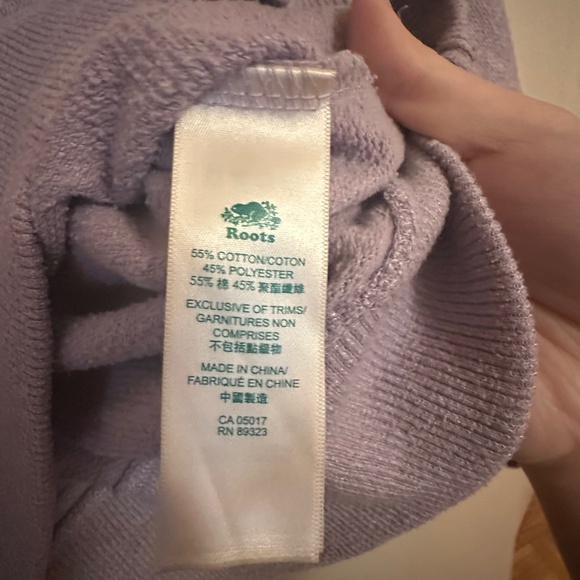 Roots
55% COTTON/COTON
45% POLYESTER
55% 棉 45% 聚酯纖維
EXCLUSIVE OF TRIMS/
GARNITURES NON
COMPRISES
不包括點綴物
MADE IN CHINA/
FABRIQUÉ EN CHINE
中國製造
CA 05017
RN 89323